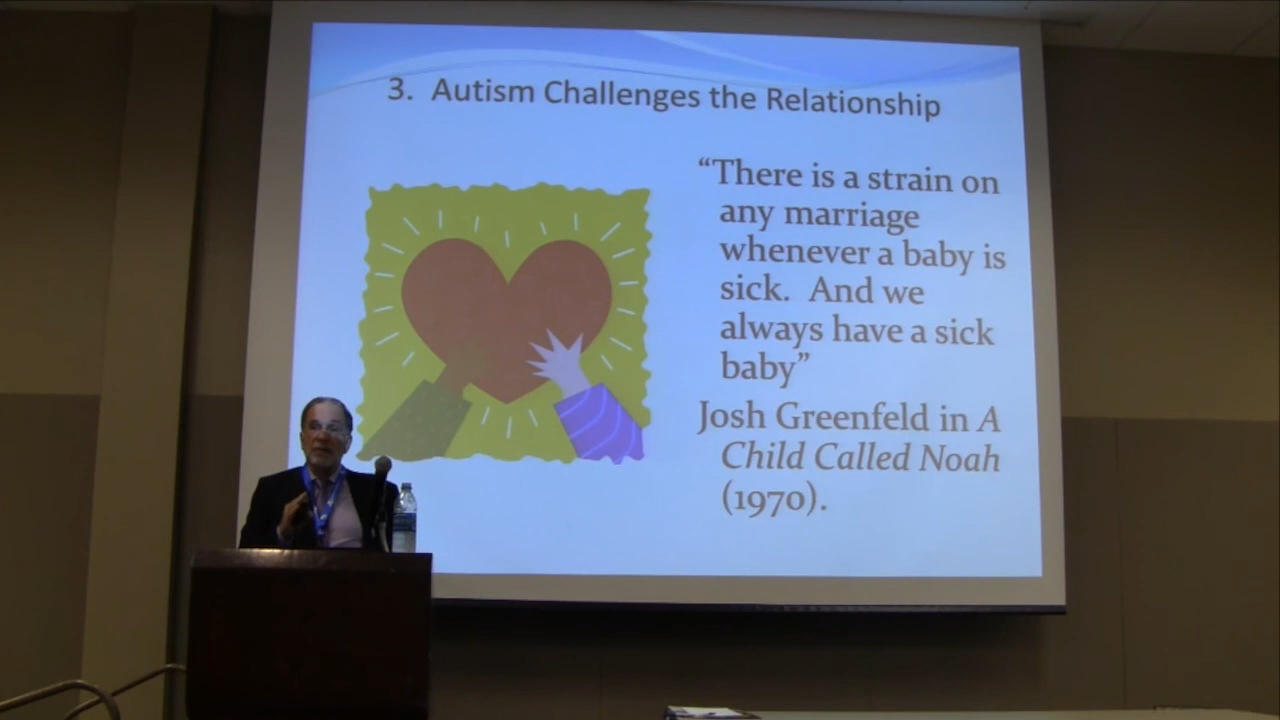 3. Autism Challenges the Relationship
“There is a strain on
any marriage
whenever a baby is
sick. And we
always have a sick
baby”
Josh Greenfeld in A
Child Called Noah
(1970).